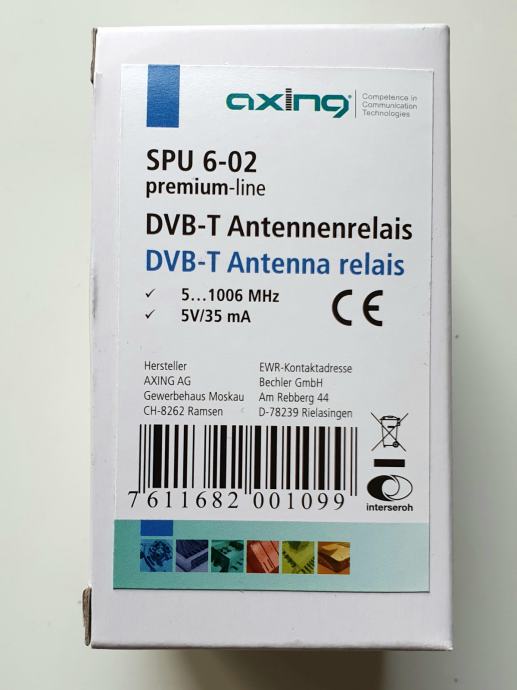 axing®
Competence in
Communication
Technologies
SPU 6-02
premium-line
DVB-T Antennenrelais
DVB-T Antenna relais
✓ 5...1006 MHz
✓ 5V/35 mA
CE
Hersteller
AXING AG
Gewerbehaus Moskau
CH-8262 Ramsen
EWR-Kontaktadresse
Bechler GmbH
Am Rebberg 44
D-78239 Rielasingen
7 611682 001099
interseroh